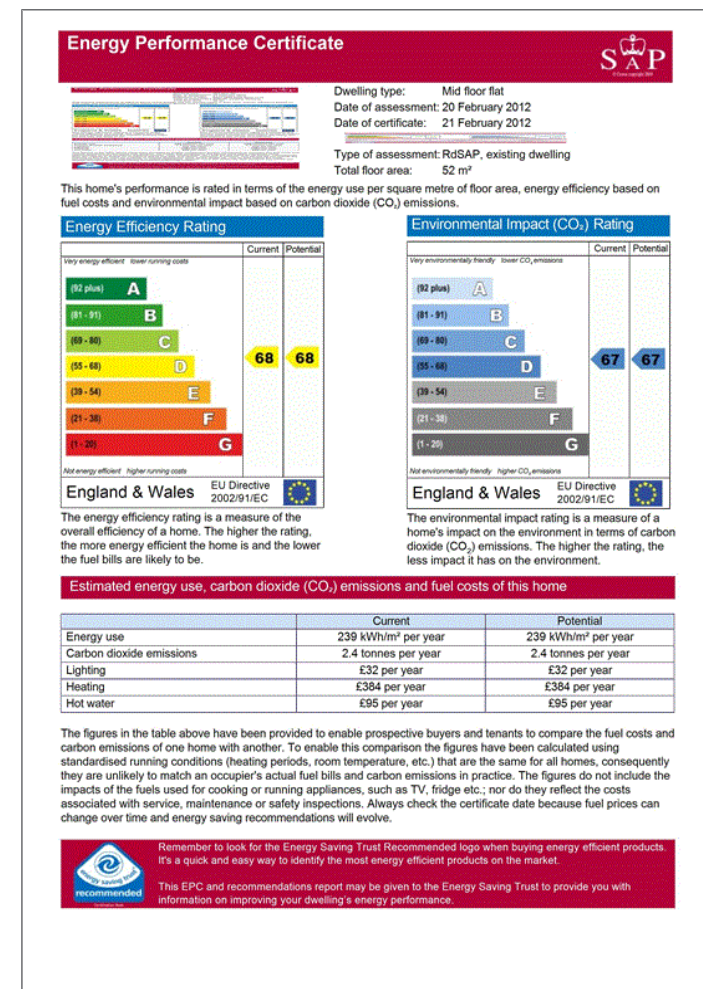 Energy Performance Certificate
SAP
Dwelling type: Mid floor flat
Date of assessment: 20 February 2012
Date of certificate: 21 February 2012
Type of assessment: RdSAP, existing dwelling
Total floor area: 52 m²
This home's performance is rated in terms of the energy use per square metre of floor area, energy efficiency based on
fuel costs and environmental impact based on carbon dioxide (CO₂) emissions.
Energy Efficiency Rating
Current Potential
Very energy efficient lower running costs
(92 plus) A
(81 - 91) B
(69 - 80) C
(55 - 68) D
68 68
(39 - 54) E
(21 - 38) F
(1 - 20) G
Not energy efficient higher running costs
England & Wales
EU Directive
2002/91/EC
The energy efficiency rating is a measure of the
overall efficiency of a home. The higher the rating,
the more energy efficient the home is and the lower
the fuel bills are likely to be.
Environmental Impact (CO₂) Rating
Current Potential
Very environmentally friendly lower CO₂ emissions
(92 plus) A
(81 - 91) B
(69 - 80) C
(55 - 68) D
67 67
(39 - 54) E
(21 - 38) F
(1 - 20) G
Not environmentally friendly higher CO₂ emissions
England & Wales
EU Directive
2002/91/EC
The environmental impact rating is a measure of a
home's impact on the environment in terms of carbon
dioxide (CO₂) emissions. The higher the rating, the
less impact it has on the environment.
Estimated energy use, carbon dioxide (CO₂) emissions and fuel costs of this home
Current Potential
Energy use 239 kWh/m² per year 239 kWh/m² per year
Carbon dioxide emissions 2.4 tonnes per year 2.4 tonnes per year
Lighting £32 per year £32 per year
Heating £384 per year £384 per year
Hot water £95 per year £95 per year
The figures in the table above have been provided to enable prospective buyers and tenants to compare the fuel costs and
carbon emissions of one home with another. To enable this comparison the figures have been calculated using
standardised running conditions (heating periods, room temperature, etc.) that are the same for all homes, consequently
they are unlikely to match an occupier's actual fuel bills and carbon emissions in practice. The figures do not include the
impacts of the fuels used for cooking or running appliances, such as TV, fridge etc.; nor do they reflect the costs
associated with service, maintenance or safety inspections. Always check the certificate date because fuel prices can
change over time and energy saving recommendations will evolve.
energy saving trust
recommended
Remember to look for the Energy Saving Trust Recommended logo when buying energy efficient products.
It's a quick and easy way to identify the most energy efficient products on the market.
This EPC and recommendations report may be given to the Energy Saving Trust to provide you with
information on improving your dwelling's energy performance.